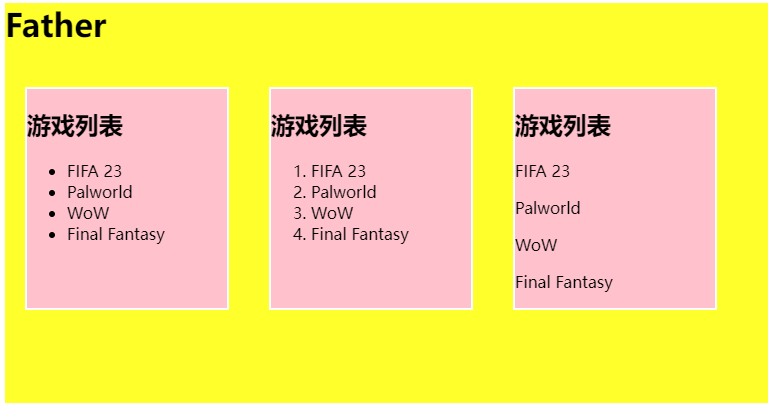 Father
游戏列表
• FIFA 23
• Palworld
• WoW
• Final Fantasy
游戏列表
1. FIFA 23
2. Palworld
3. WoW
4. Final Fantasy
游戏列表
FIFA 23
Palworld
WoW
Final Fantasy